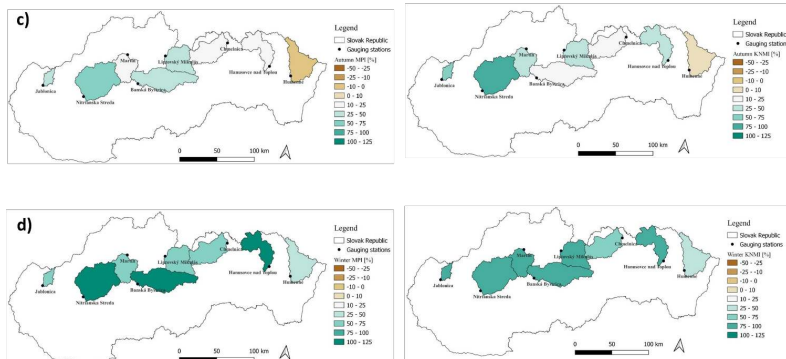 c)
Legend
Slovak Republic
Gauging stations
Autumn MPI [%]
-50 - -25
-25 - -10
-10 - 0
0 - 10
10 - 25
25 - 50
50 - 75
75 - 100
100 - 125
Jablonica
Nitrianska Streda
Martin
Banská Bystrica
Liptovský Mikuláš
Chmeľnica
Hanusovce nad Topľou
Humenné
0 50 100 km
Legend
Slovak Republic
Gauging stations
Autumn KNMI [%]
-50 - -25
-25 - -10
-10 - 0
0 - 10
10 - 25
25 - 50
50 - 75
75 - 100
100 - 125
Jablonica
Nitrianska Streda
Martin
Banská Bystrica
Liptovský Mikuláš
Chmeľnica
Hanusovce nad Topľou
Humenné
0 50 100 km
d)
Legend
Slovak Republic
Gauging stations
Winter MPI [%]
-50 - -25
-25 - -10
-10 - 0
0 - 10
10 - 25
25 - 50
50 - 75
75 - 100
100 - 125
Jablonica
Nitrianska Streda
Martin
Banská Bystrica
Liptovský Mikuláš
Chmeľnica
Hanusovce nad Topľou
Humenné
0 50 100 km
Legend
Slovak Republic
Gauging stations
Winter KNMI [%]
-50 - -25
-25 - -10
-10 - 0
0 - 10
10 - 25
25 - 50
50 - 75
75 - 100
100 - 125
Jablonica
Nitrianska Streda
Martin
Banská Bystrica
Liptovský Mikuláš
Chmeľnica
Hanusovce nad Topľou
Humenné
0 50 100 km